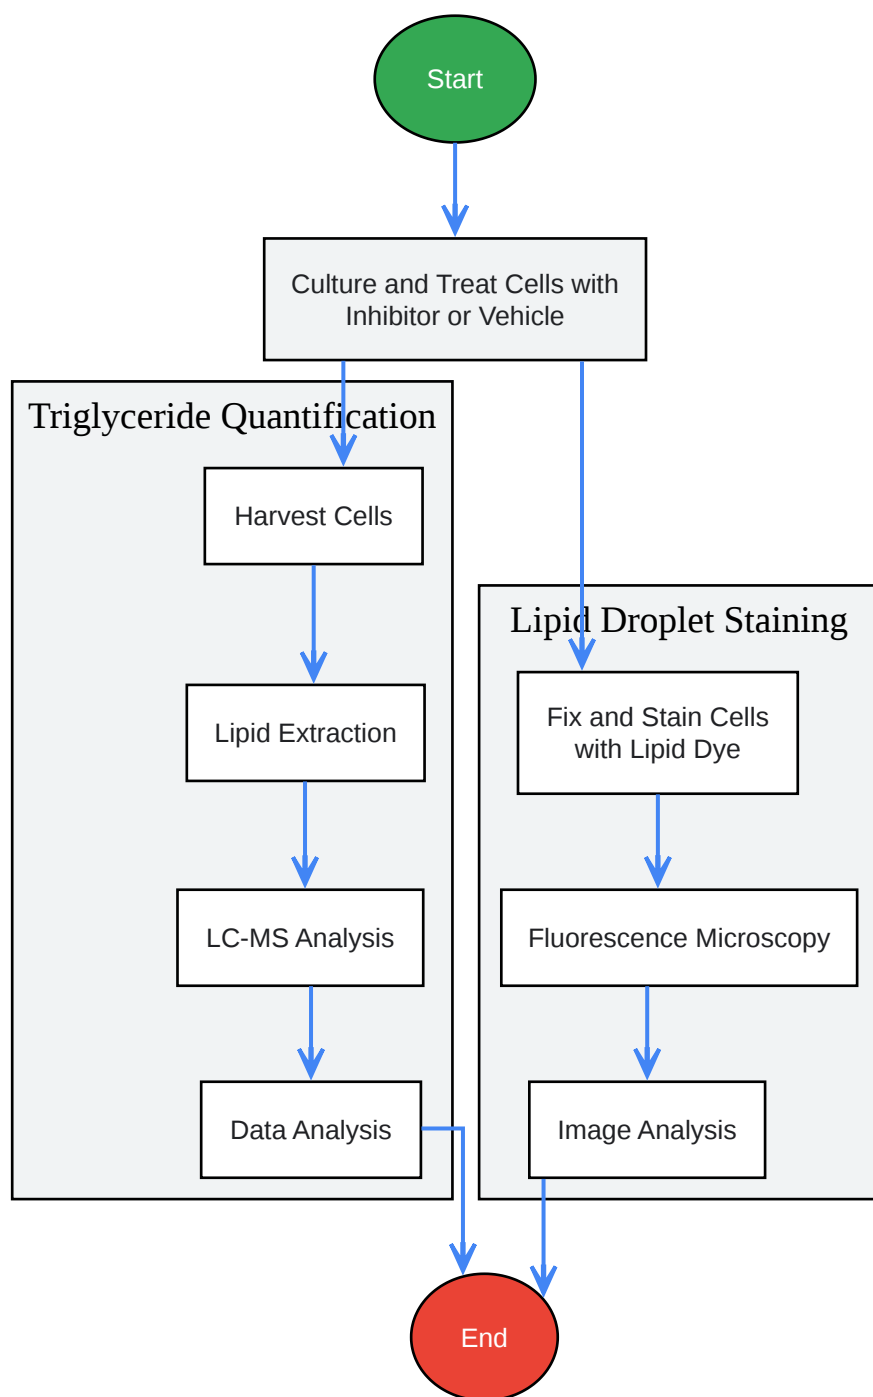 Start
Culture and Treat Cells with
Inhibitor or Vehicle
Triglyceride Quantification
Harvest Cells
Lipid Extraction
LC-MS Analysis
Data Analysis
Lipid Droplet Staining
Fix and Stain Cells
with Lipid Dye
Fluorescence Microscopy
Image Analysis
End